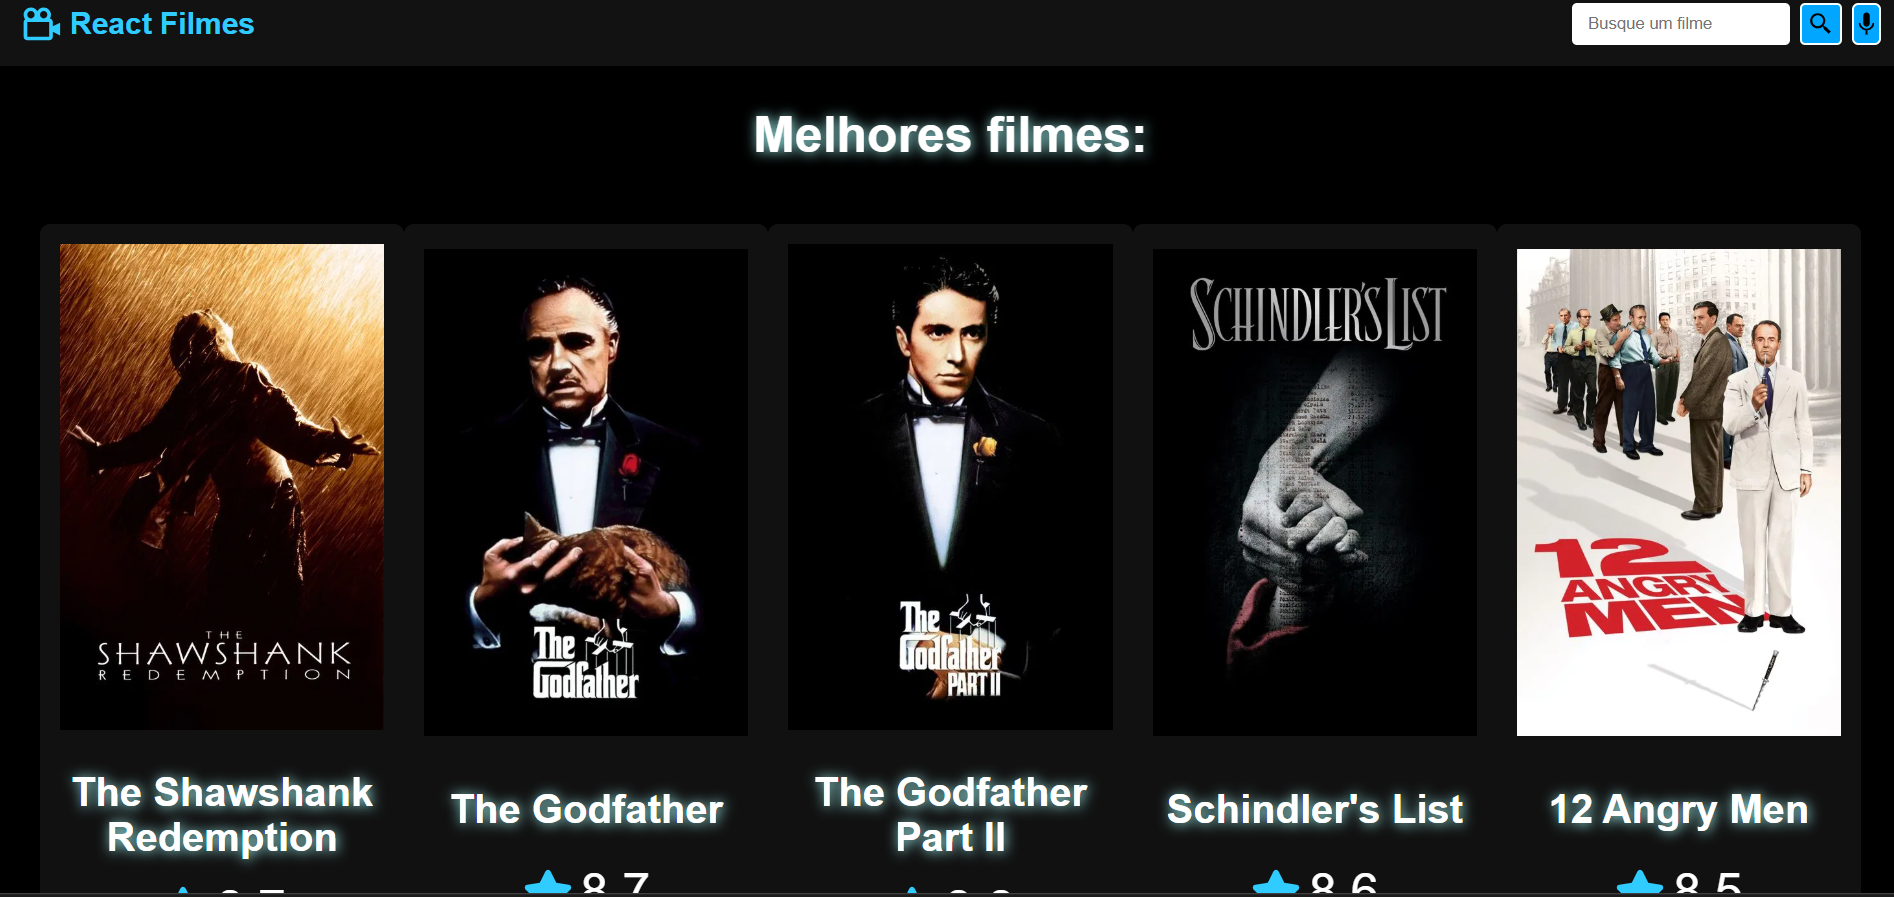 React Filmes
Busque um filme
Melhores filmes:
THE
SHAWSHANK
REDEMPTION
The
Godfather
The
Godfather
PART II
SCHINDLER'S LIST
12
ANGRY
MEN
The Shawshank
Redemption
The Godfather
The Godfather
Part II
Schindler's List
12 Angry Men
8.7
8.6
8.5